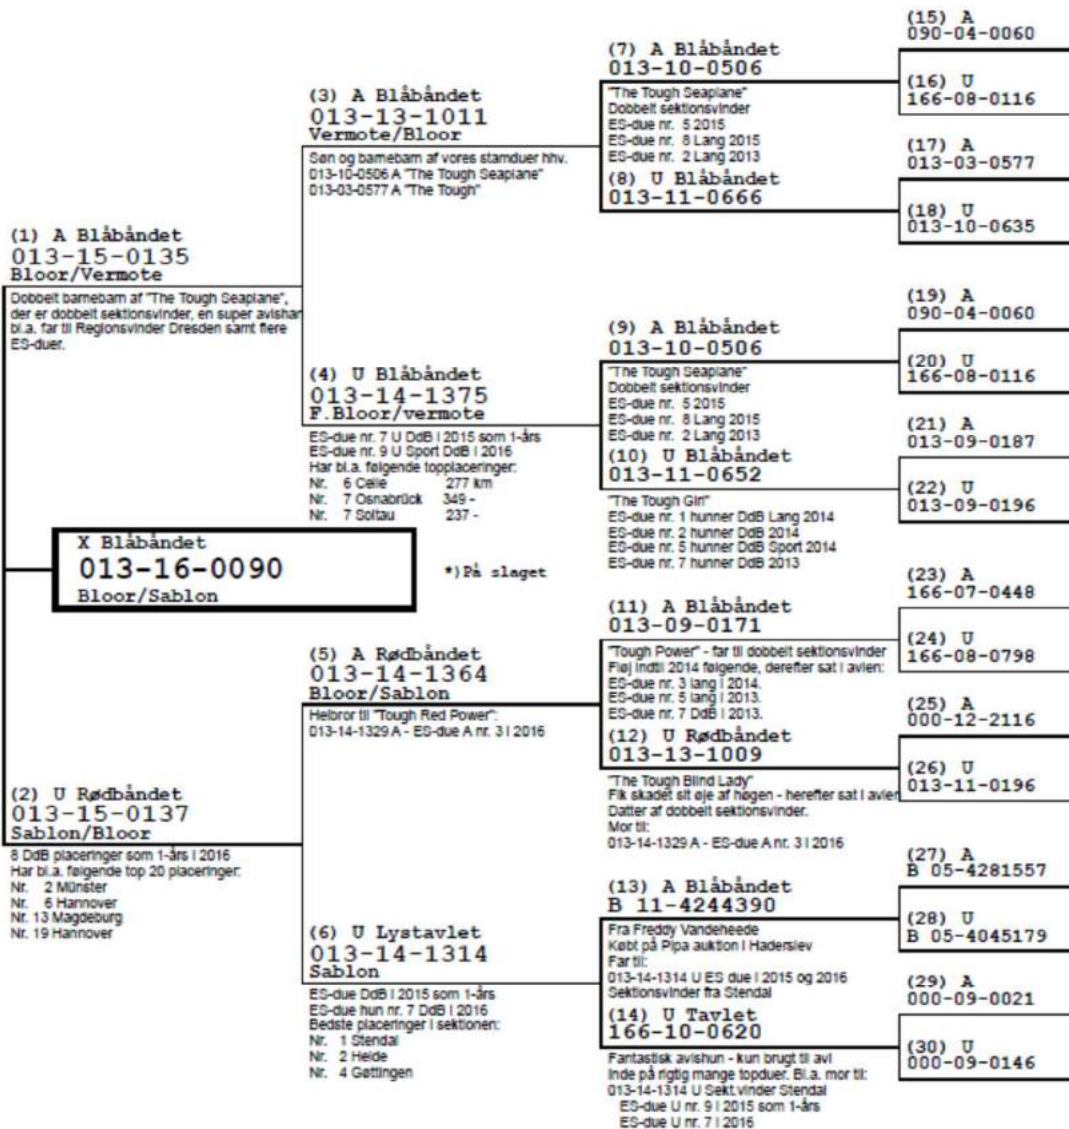 (1) A Blåbåndet
013-15-0135
Bloor/Vermote
Dobbelt barnebarn af "The Tough Seaplane",
der er dobbelt sektionsvinder, en super avlshan
bl.a. far til Regionsvinder Dresden samt flere
ES-duer.
X Blåbåndet
013-16-0090
Bloor/Sablon
(2) U Rødbåndet
013-15-0137
Sablon/Bloor
8 DdB placeringer som 1-års i 2016
Har bl.a. følgende top 20 placeringer:
Nr. 2 Münster
Nr. 6 Hannover
Nr. 13 Magdeburg
Nr. 19 Hannover
(3) A Blåbåndet
013-13-1011
Vermote/Bloor
Søn og barnebarn af vores stamduer hhv.
013-10-0506 A "The Tough Seaplane"
013-03-0577 A "The Tough"
(4) U Blåbåndet
013-14-1375
F.Bloor/vermote
ES-due nr. 7 U DdB i 2015 som 1-års
ES-due nr. 9 U Sport DdB i 2016
Har bl.a. følgende topplaceringer:
Nr. 6 Celle 277 km
Nr. 7 Osnabrück 349 -
Nr. 7 Soltau 237 -
*)På slaget
(5) A Rødbåndet
013-14-1364
Bloor/Sablon
Helbror til "Tough Red Power":
013-14-1329 A - ES-due A nr. 3 i 2016
(6) U Lystavlet
013-14-1314
Sablon
ES-due DdB i 2015 som 1-års
ES-due hun nr. 7 DdB i 2016
Bedste placeringer i sektionen:
Nr. 1 Stendal
Nr. 2 Heide
Nr. 4 Gøttingen
(7) A Blåbåndet
013-10-0506
"The Tough Seaplane"
Dobbelt sektionsvinder
ES-due nr. 5 2015
ES-due nr. 8 Lang 2015
ES-due nr. 2 Lang 2013
(8) U Blåbåndet
013-11-0666
(9) A Blåbåndet
013-10-0506
"The Tough Seaplane"
Dobbelt sektionsvinder
ES-due nr. 5 2015
ES-due nr. 8 Lang 2015
ES-due nr. 2 Lang 2013
(10) U Blåbåndet
013-11-0652
"The Tough Girl"
ES-due nr. 1 hunner DdB Lang 2014
ES-due nr. 2 hunner DdB 2014
ES-due nr. 5 hunner DdB Sport 2014
ES-due nr. 7 hunner DdB 2013
(11) A Blåbåndet
013-09-0171
"Tough Power" - far til dobbelt sektionsvinder
Fløj indtil 2014 følgende, derefter sat i avlen:
ES-due nr. 3 lang i 2014.
ES-due nr. 5 lang i 2013.
ES-due nr. 7 DdB i 2013.
(12) U Rødbåndet
013-13-1009
"The Tough Blind Lady"
Fik skadet sit øje af høgen - herefter sat i avlen
Datter af dobbelt sektionsvinder.
Mor til:
013-14-1329 A - ES-due A nr. 3 i 2016
(13) A Blåbåndet
B 11-4244390
Fra Freddy Vandeheede
Købt på Pipa auktion i Haderslev
Far til:
013-14-1314 U ES due i 2015 og 2016
Sektionsvinder fra Stendal
(14) U Tavlet
166-10-0620
Fantastisk avlshun - kun brugt til avl
Inde på rigtig mange topduer. Bl.a. mor til:
013-14-1314 U Sekt.vinder Stendal
ES-due U nr. 9 i 2015 som 1-års
ES-due U nr. 7 i 2016
(15) A
090-04-0060
(16) U
166-08-0116
(17) A
013-03-0577
(18) U
013-10-0635
(19) A
090-04-0060
(20) U
166-08-0116
(21) A
013-09-0187
(22) U
013-09-0196
(23) A
166-07-0448
(24) U
166-08-0798
(25) A
000-12-2116
(26) U
013-11-0196
(27) A
B 05-4281557
(28) U
B 05-4045179
(29) A
000-09-0021
(30) U
000-09-0146